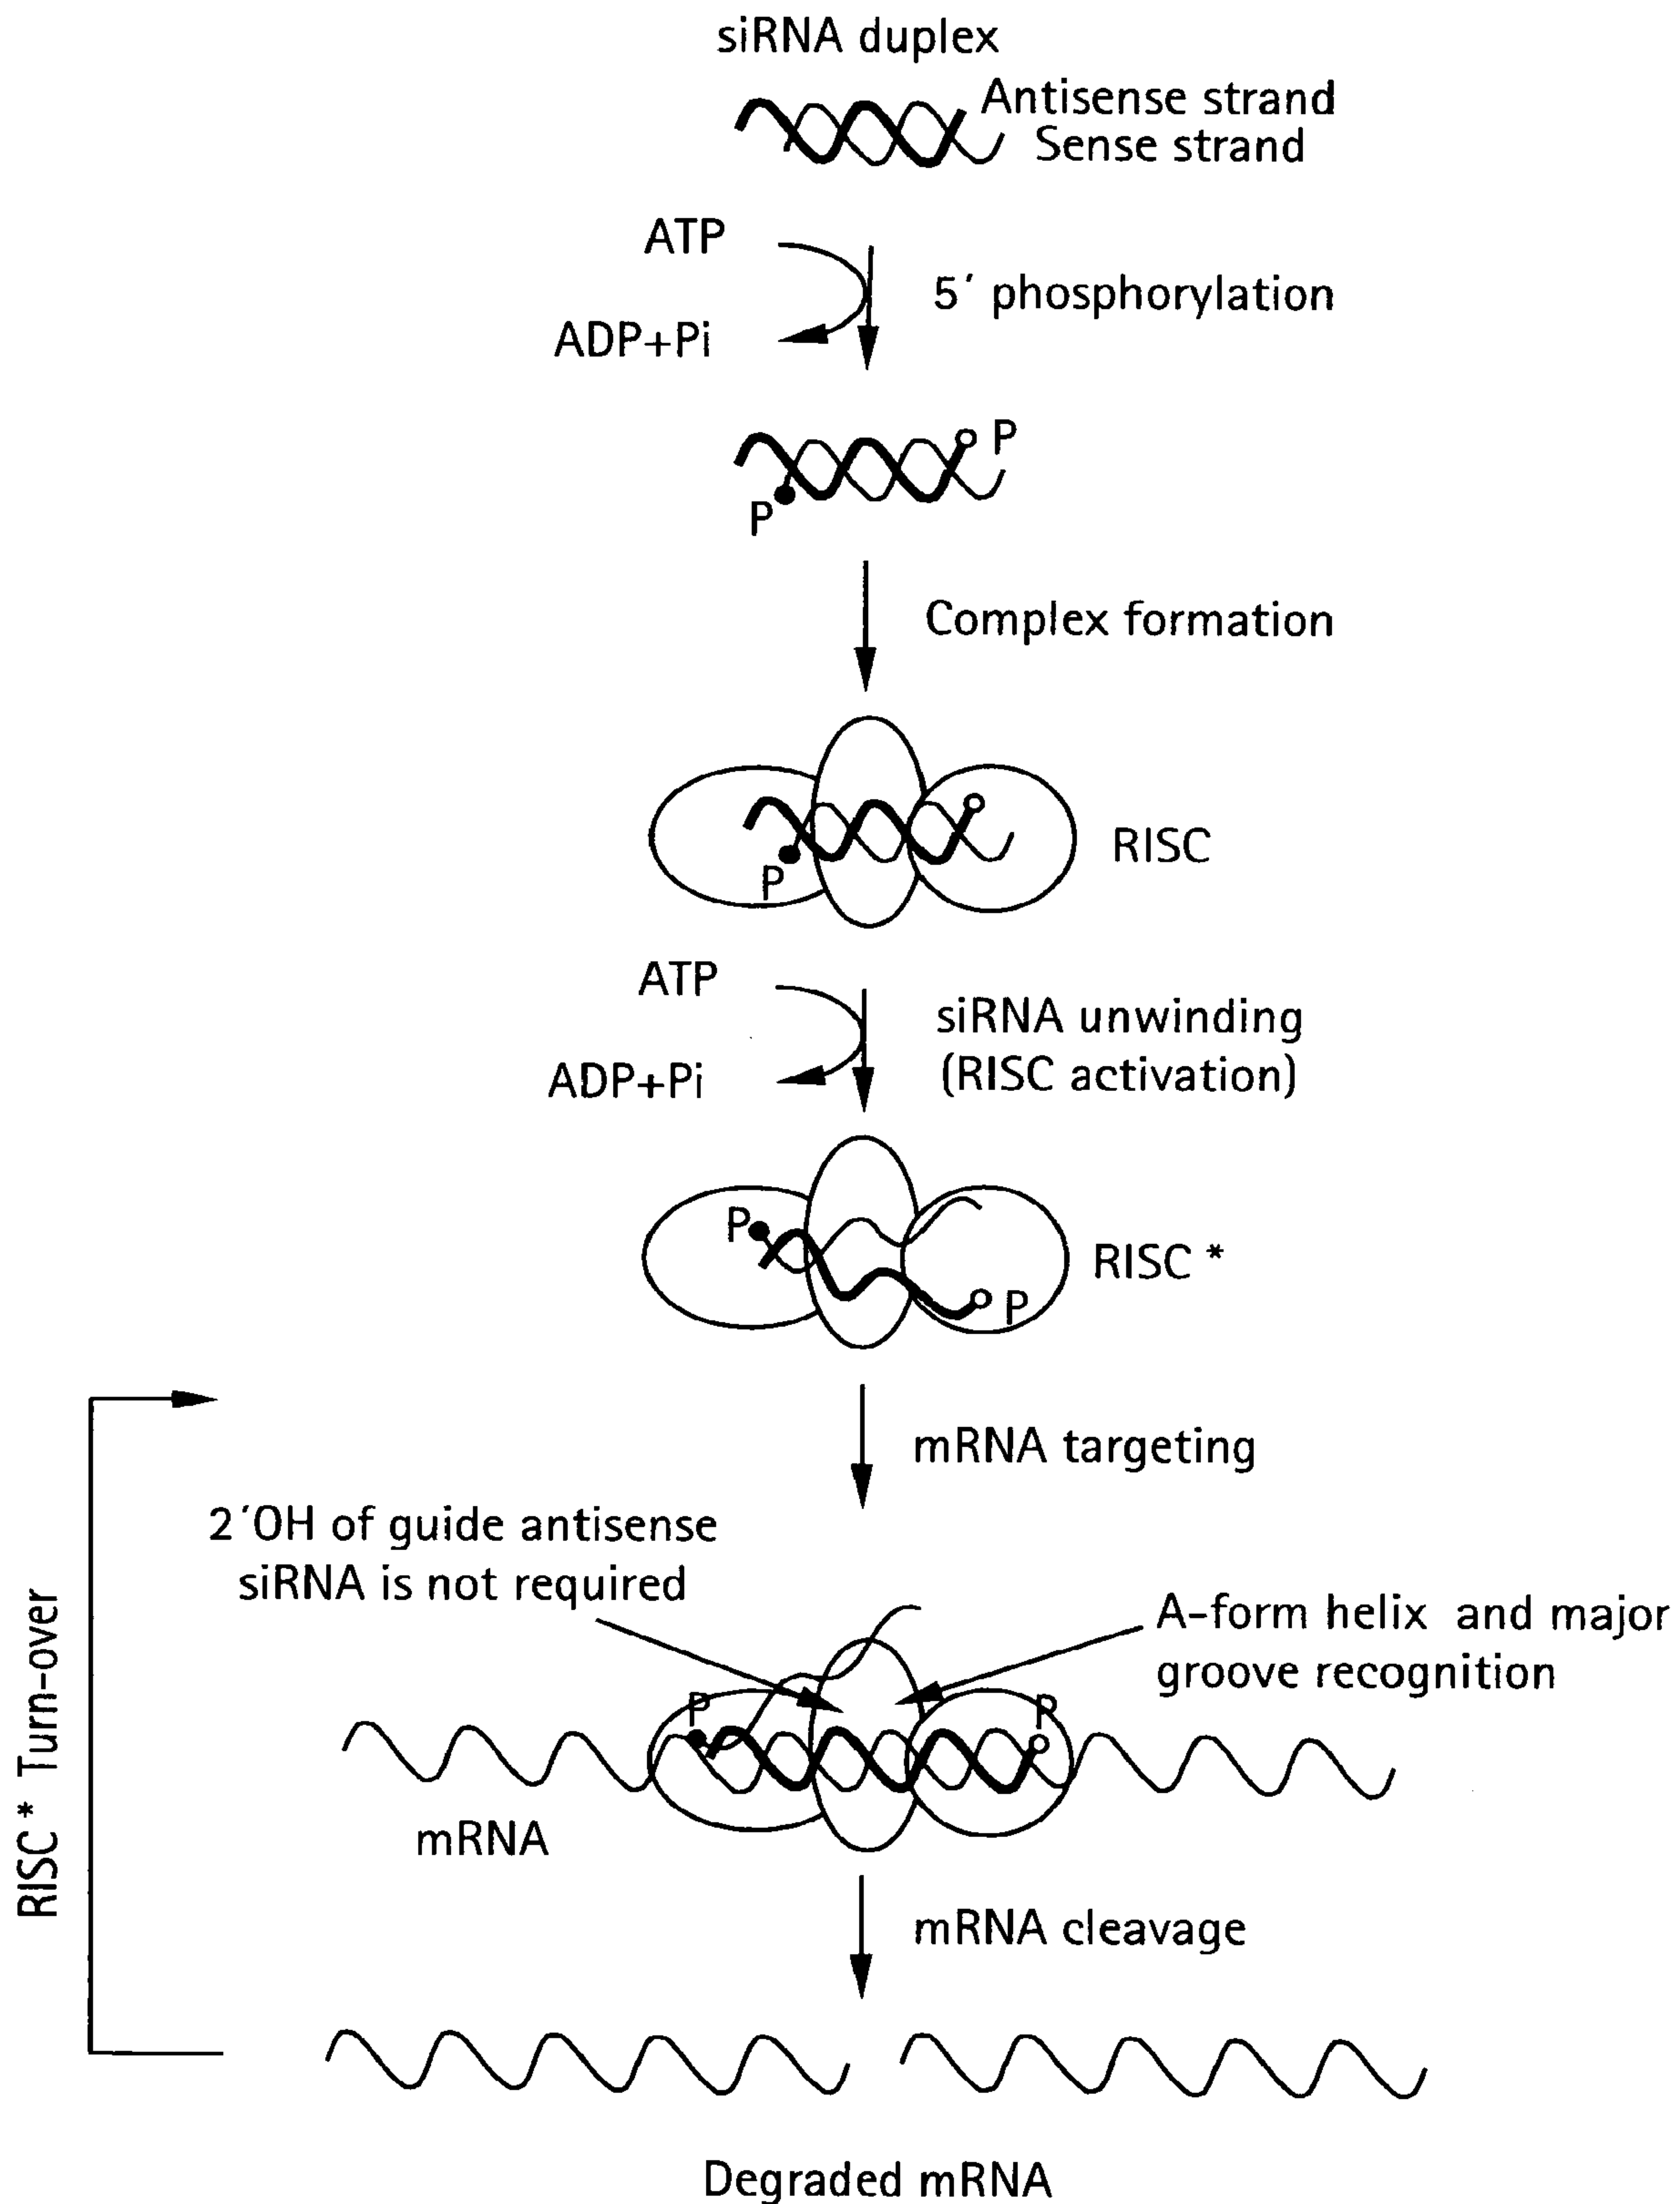 siRNA duplex
Antisense strand
Sense strand
ATP
5´ phosphorylation
ADP+Pi
P
P
Complex formation
RISC
P
ATP
siRNA unwinding
(RISC activation)
ADP+Pi
P
RISC *
P
mRNA targeting
2´OH of guide antisense
siRNA is not required
A-form helix and major
groove recognition
P
P
RISC * Turn-over
mRNA
mRNA cleavage
Degraded mRNA